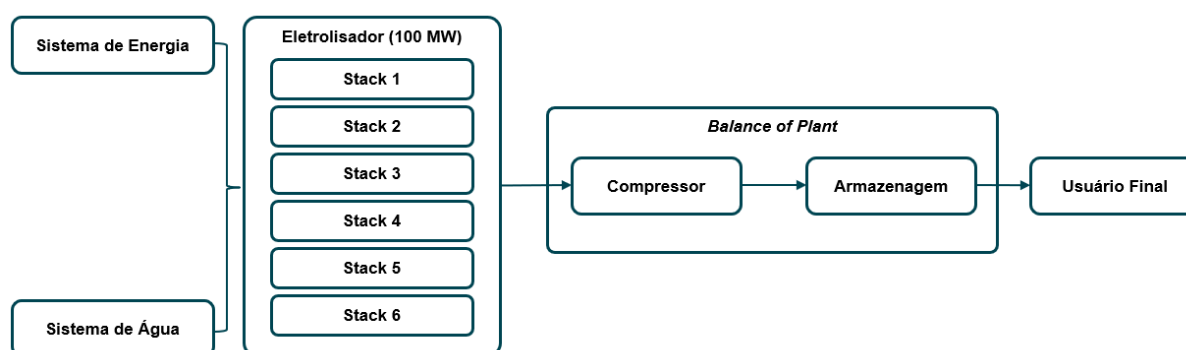 Sistema de Energia
Sistema de Água
Eletrolisador (100 MW)
Stack 1
Stack 2
Stack 3
Stack 4
Stack 5
Stack 6
Balance of Plant
Compressor
Armazenagem
Usuário Final